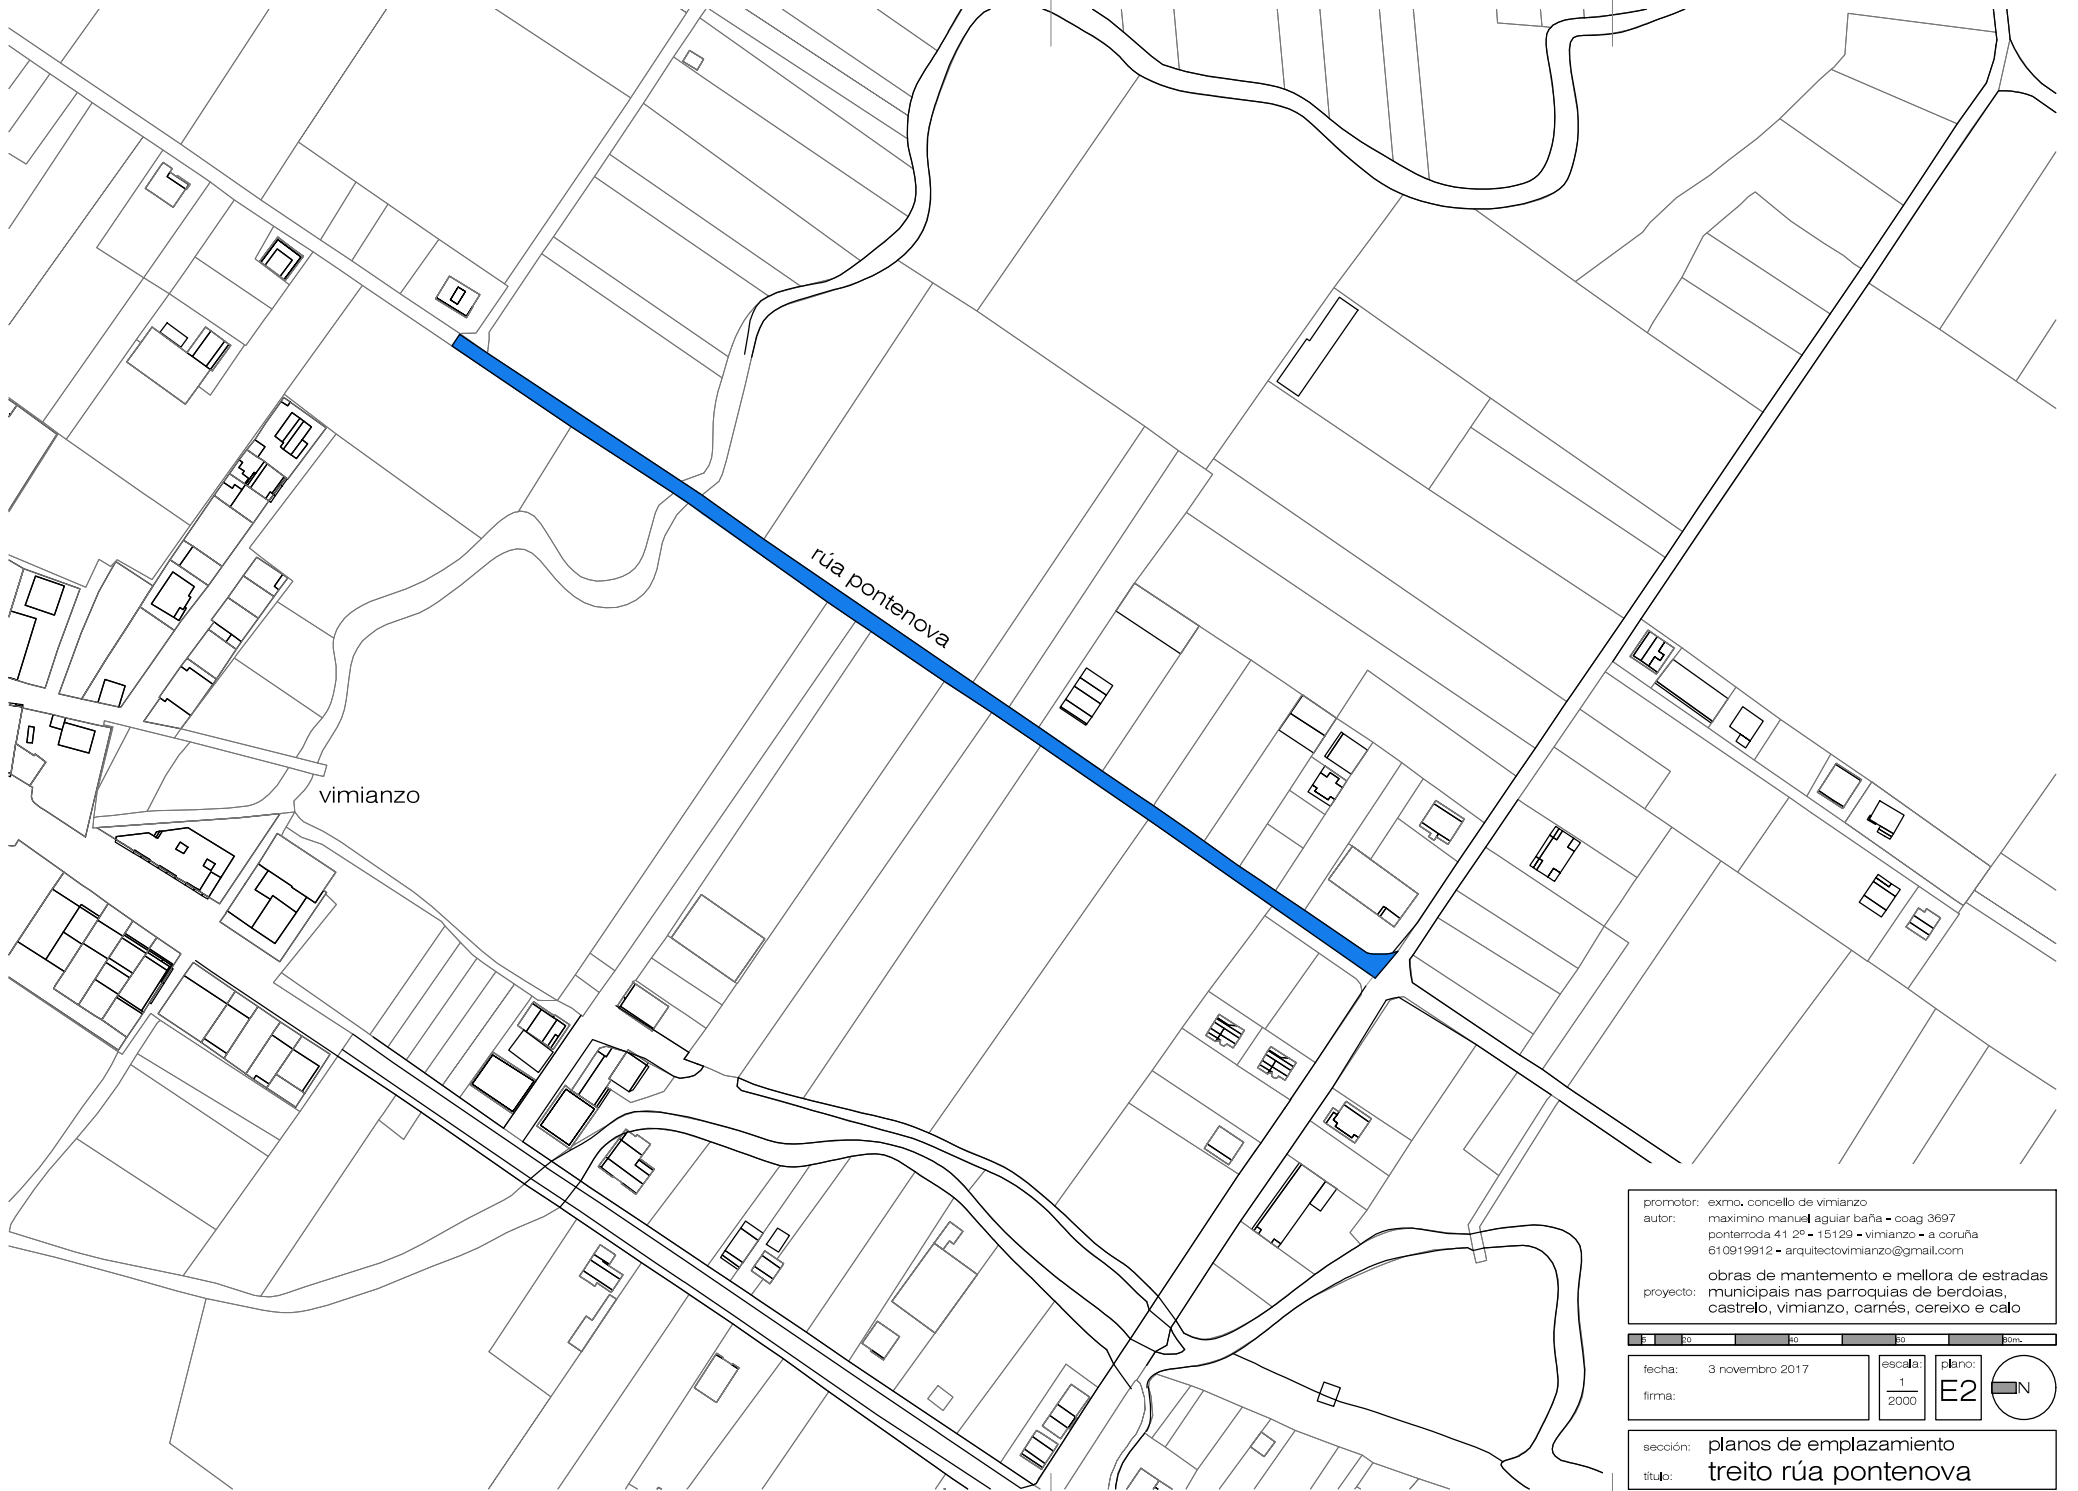 rúa pontenova
vimianzo
promotor: exmo. concello de vimianzo
autor: maximino manuel aguiar baña - coag 3697
ponterroda 41 2º - 15129 - vimianzo - a coruña
610919912 - arquitectovimianzo@gmail.com
obras de mantemento e mellora de estradas
proyecto: municipais nas parroquias de berdoias,
castrelo, vimianzo, carnés, cereixo e calo
5 20 40 60 80m.
fecha: 3 novembro 2017
firma:
escala:
1
2000
plano:
E2
N
sección: planos de emplazamiento
título: treito rúa pontenova